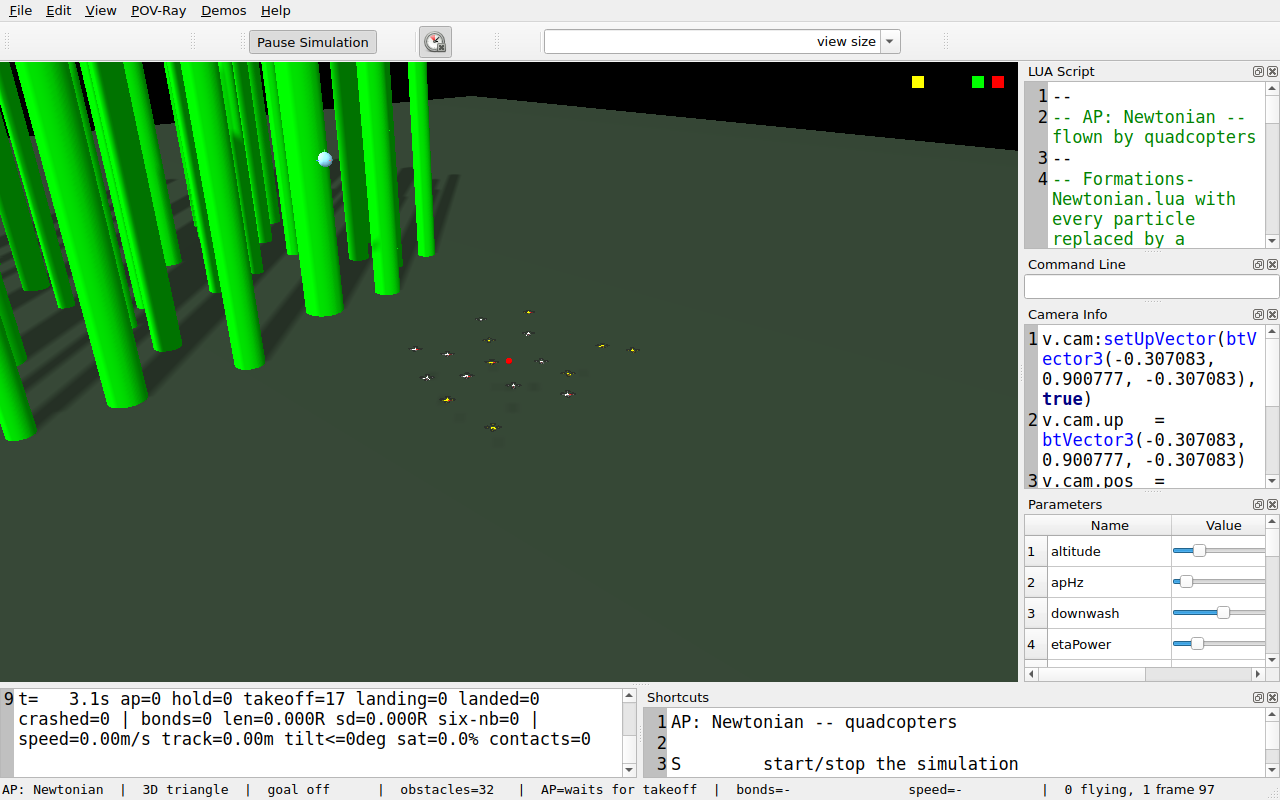 File Edit View POV-Ray Demos Help
Pause Simulation
view size
LUA Script
1 --
2 -- AP: Newtonian --
flown by quadcopters
3 --
4 -- Formations-
Newtonian.lua with
every particle
replaced by a
Command Line
Camera Info
1 v.cam:setUpVector(btV
ector3(-0.307083,
0.900777, -0.307083),
true)
2 v.cam.up   =
btVector3(-0.307083,
0.900777, -0.307083)
3 v.cam.pos  =
Parameters
Name Value
1 altitude
2 apHz
3 downwash
4 etaPower
9 t=   3.1s ap=0 hold=0 takeoff=17 landing=0 landed=0
crashed=0 | bonds=0 len=0.000R sd=0.000R six-nb=0 |
speed=0.00m/s track=0.00m tilt<=0deg sat=0.0% contacts=0
Shortcuts
1 AP: Newtonian -- quadcopters
2
3 S        start/stop the simulation
AP: Newtonian  |  3D triangle  |  goal off     |  obstacles=32   |  AP=waits for takeoff  |  bonds=-               speed=-          |  0 flying, 1 frame 97